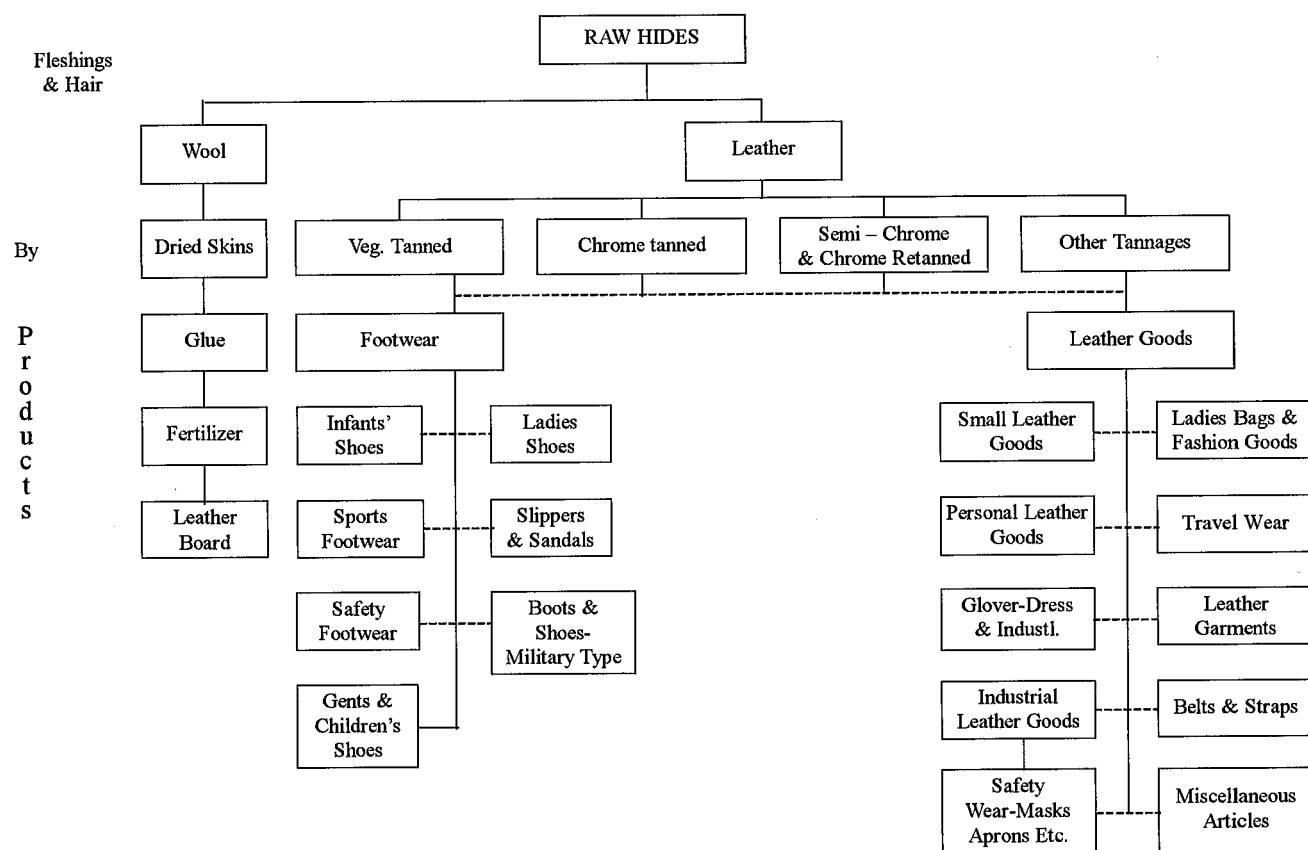 RAW HIDES
Fleshings
& Hair
Wool
Leather
By
Dried Skins
Veg. Tanned
Chrome tanned
Semi – Chrome
& Chrome Retanned
Other Tannages
P
r
o
d
u
c
t
s
Glue
Footwear
Leather Goods
Fertilizer
Infants'
Shoes
Ladies
Shoes
Small Leather
Goods
Ladies Bags &
Fashion Goods
Leather
Board
Sports
Footwear
Slippers
& Sandals
Personal Leather
Goods
Travel Wear
Safety
Footwear
Boots &
Shoes-
Military Type
Glover-Dress
& Industl.
Leather
Garments
Gents &
Children's
Shoes
Industrial
Leather Goods
Belts & Straps
Safety
Wear-Masks
Aprons Etc.
Miscellaneous
Articles